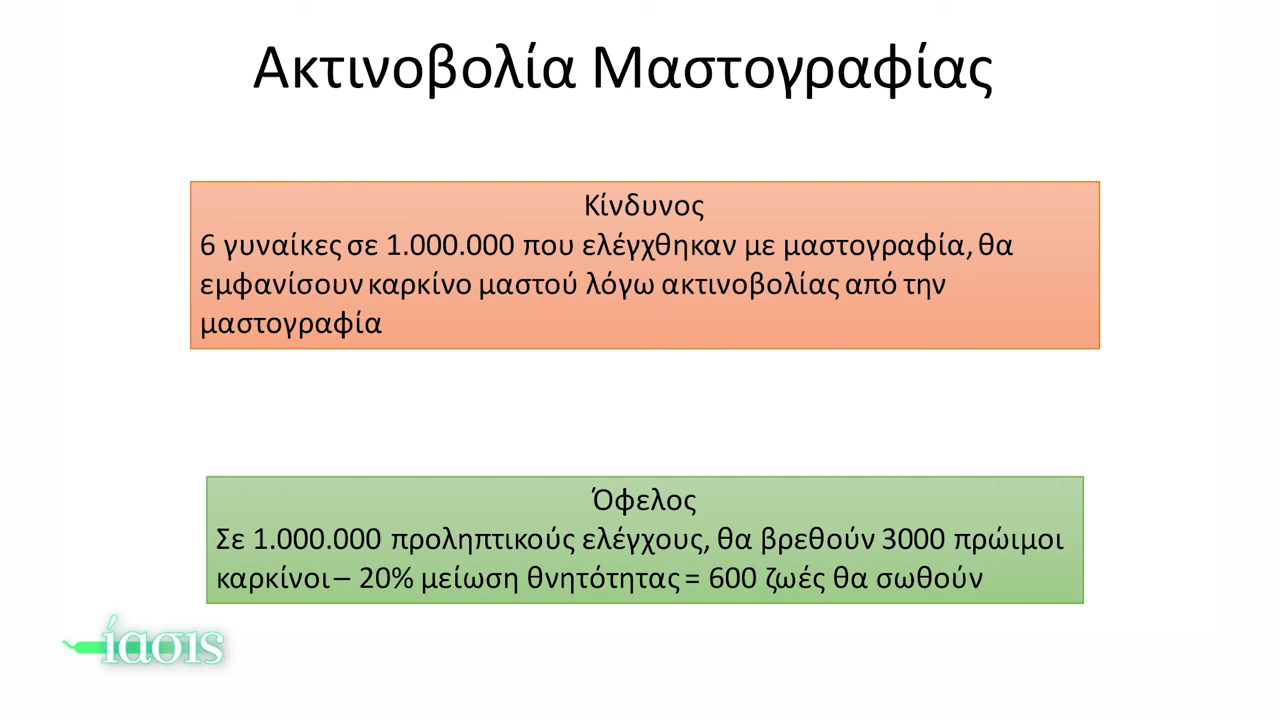 Ακτινοβολία Μαστογραφίας
Κίνδυνος
6 γυναίκες σε 1.000.000 που ελέγχθηκαν με μαστογραφία, θα
εμφανίσουν καρκίνο μαστού λόγω ακτινοβολίας από την
μαστογραφία
Όφελος
Σε 1.000.000 προληπτικούς ελέγχους, θα βρεθούν 3000 πρώιμοι
καρκίνοι – 20% μείωση θνητότητας = 600 ζωές θα σωθούν
ίασις